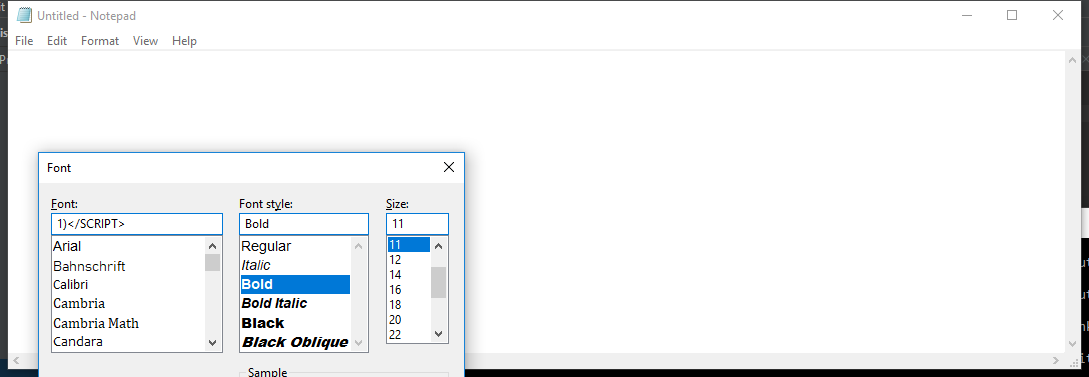 Untitled - Notepad
File Edit Format View Help
Font
Font: Font style: Size:
1)</SCRIPT> Bold 11
Arial Regular 11
Bahnschrift Italic 12
Calibri Bold 14
Cambria Bold Italic 16
Cambria Math Black 18
Candara Black Oblique 20
22
Sample